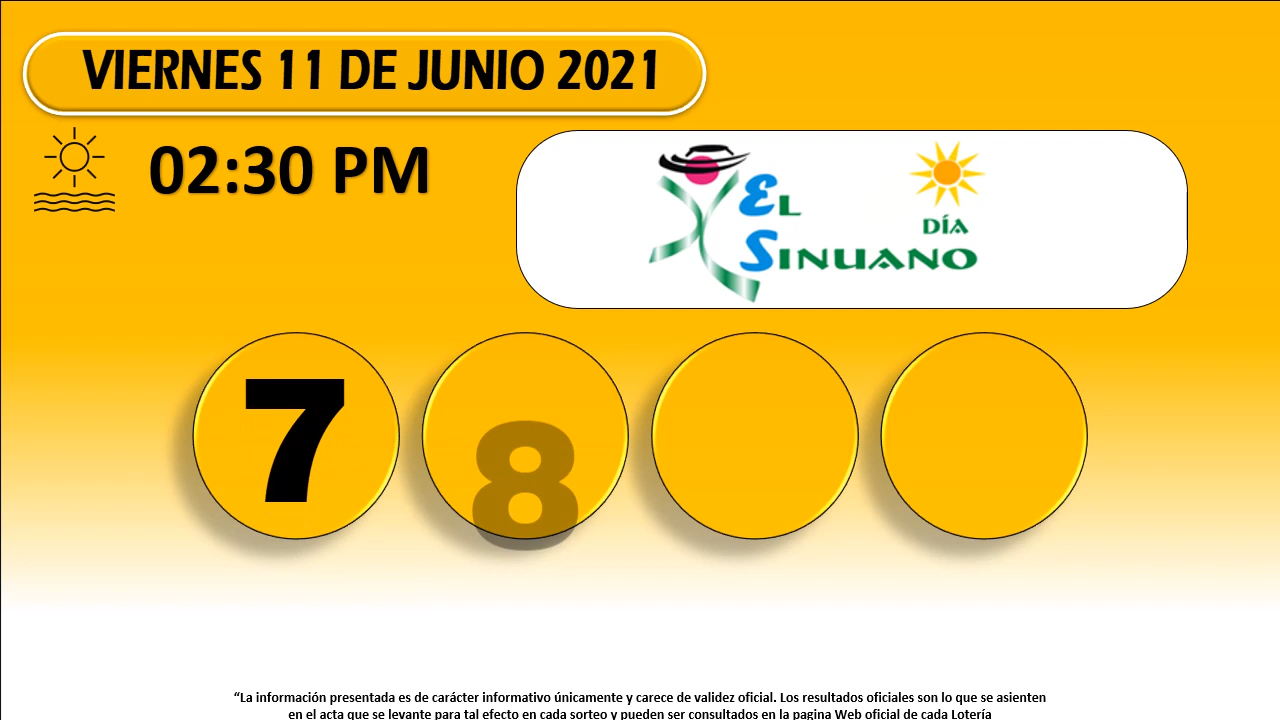 VIERNES 11 DE JUNIO 2021
02:30 PM
EL
DÍA
SINUANO
7 8
“La información presentada es de carácter informativo únicamente y carece de validez oficial. Los resultados oficiales son lo que se asienten
en el acta que se levante para tal efecto en cada sorteo y pueden ser consultados en la pagina Web oficial de cada Lotería